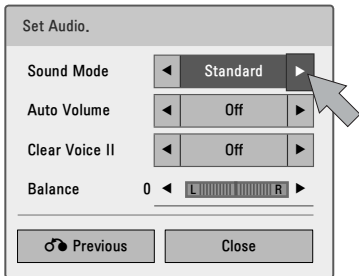 Set Audio.
Sound Mode ◄ Standard ►
Auto Volume ◄ Off ►
Clear Voice II ◄ Off ►
Balance 0 ◄ L R ►
Previous Close